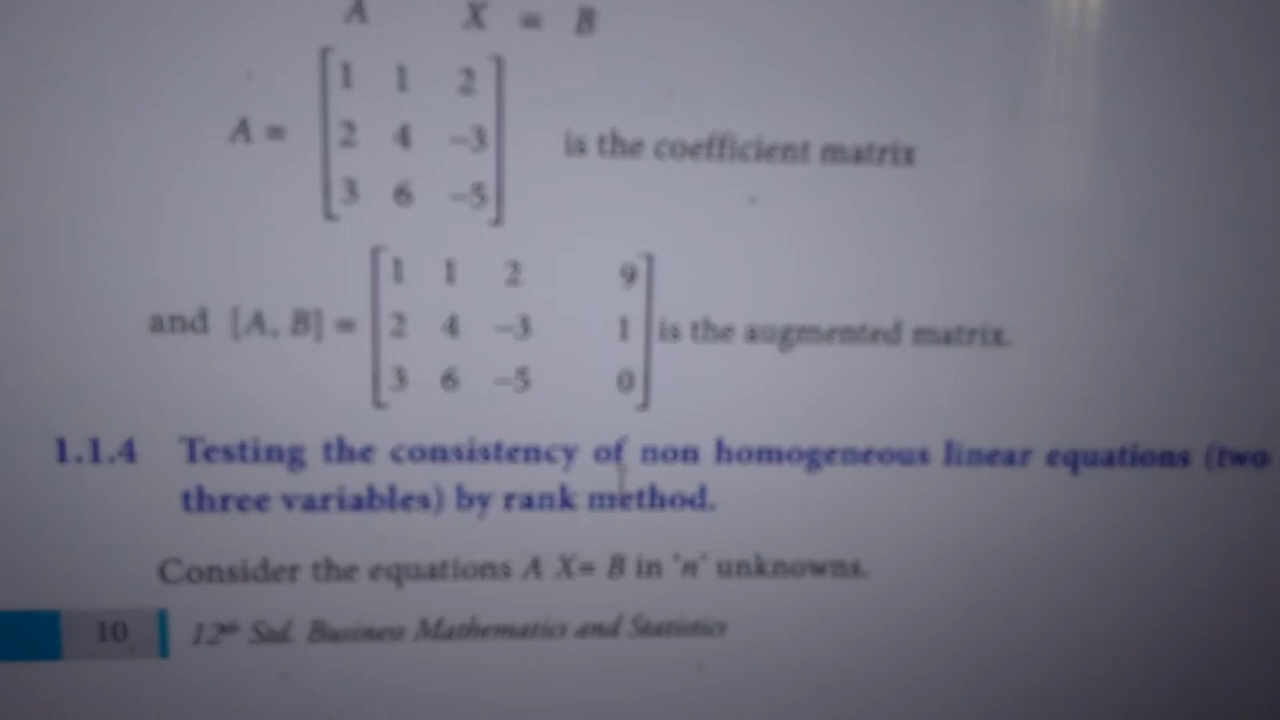 A X = B
A = [1 1 2
2 4 −3
3 6 −5] is the coefficient matrix
and [A, B] = [1 1 2 9
2 4 −3 1
3 6 −5 0] is the augmented matrix.
1.1.4 Testing the consistency of non homogeneous linear equations (two
three variables) by rank method.
Consider the equations A X= B in 'n' unknowns.
10 12th Std. Business Mathematics and Statistics